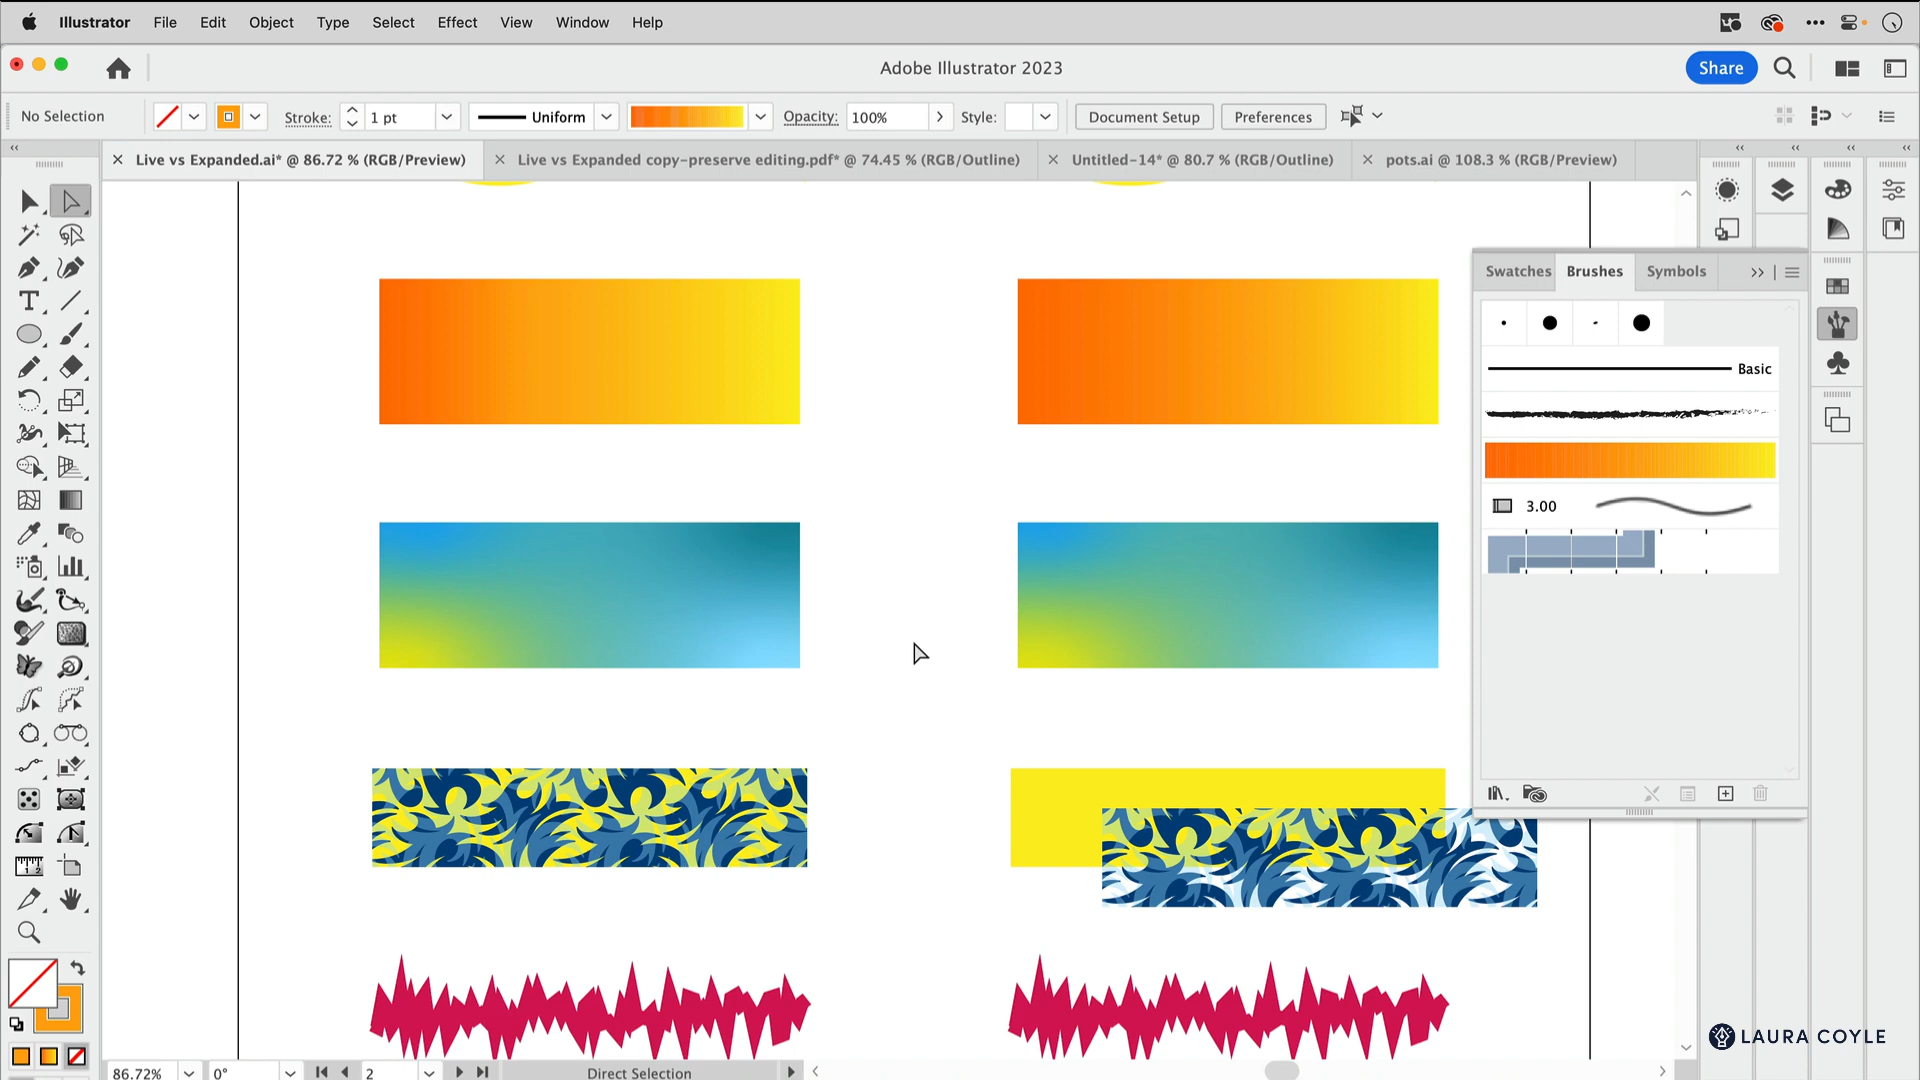 Illustrator File Edit Object Type Select Effect View Window Help
Adobe Illustrator 2023
Share
No Selection
Stroke: 1 pt Uniform Opacity: 100% Style: Document Setup Preferences
Live vs Expanded.ai* @ 86.72 % (RGB/Preview)
Live vs Expanded copy-preserve editing.pdf* @ 74.45 % (RGB/Outline)
Untitled-14* @ 80.7 % (RGB/Outline)
pots.ai @ 108.3 % (RGB/Preview)
Swatches Brushes Symbols
Basic
3.00
LAURA COYLE
86.72% 0° 2 Direct Selection